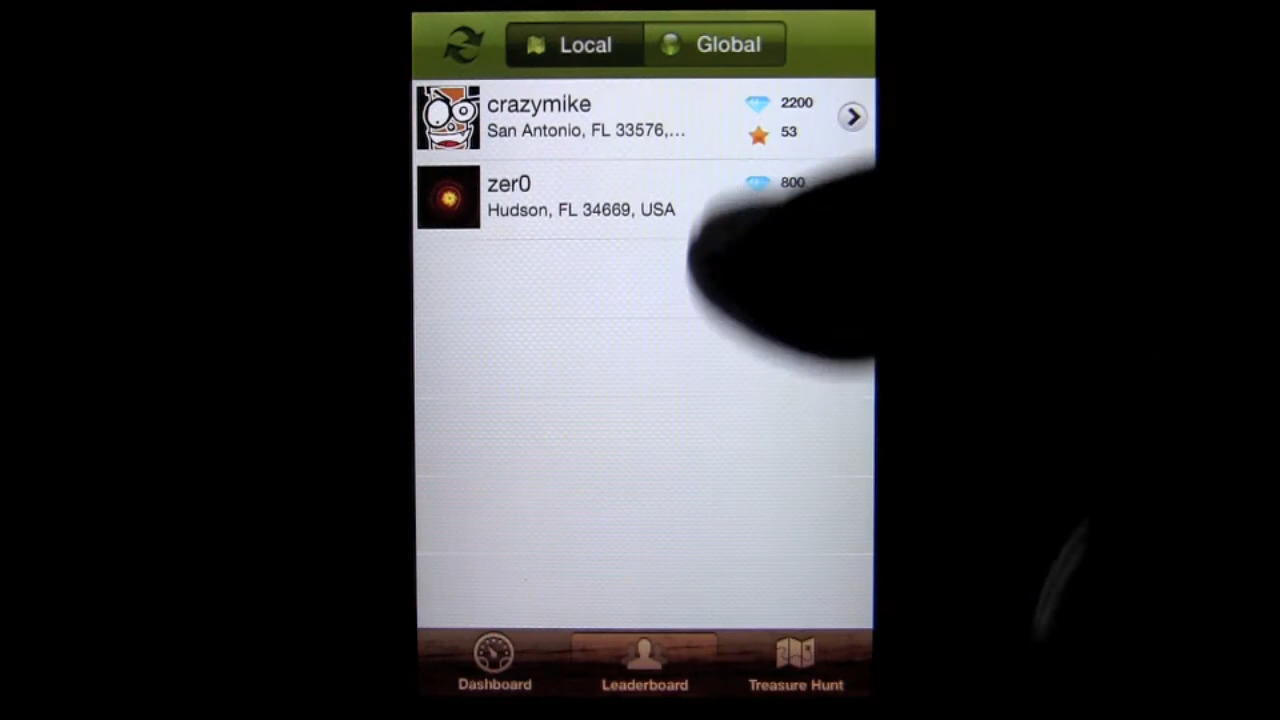 Local
Global
crazymike
2200
San Antonio, FL 33576,...
53
zer0
800
Hudson, FL 34669, USA
Dashboard
Leaderboard
Treasure Hunt